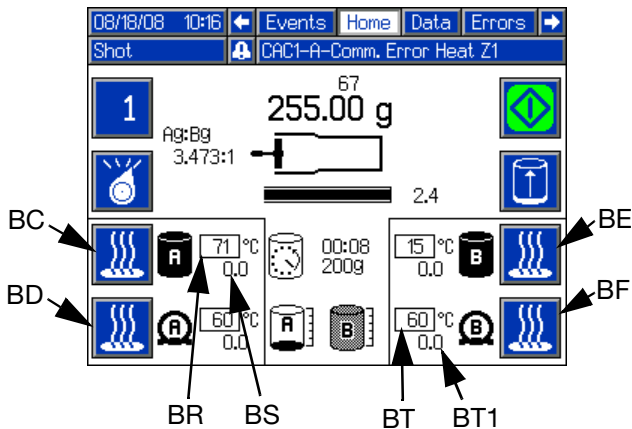 08/18/08 10:16 Events Home Data Errors
Shot CAC1-A-Comm. Error Heat Z1
67
1 255.00 g
Ag:Bg
3.473:1
2.4
BC BE
A 71 °C 00:08 15 °C B
0.0 200g 0.0
BD BF
A 60 °C A B 60 °C B
0.0 0.0
BR BS BT BT1